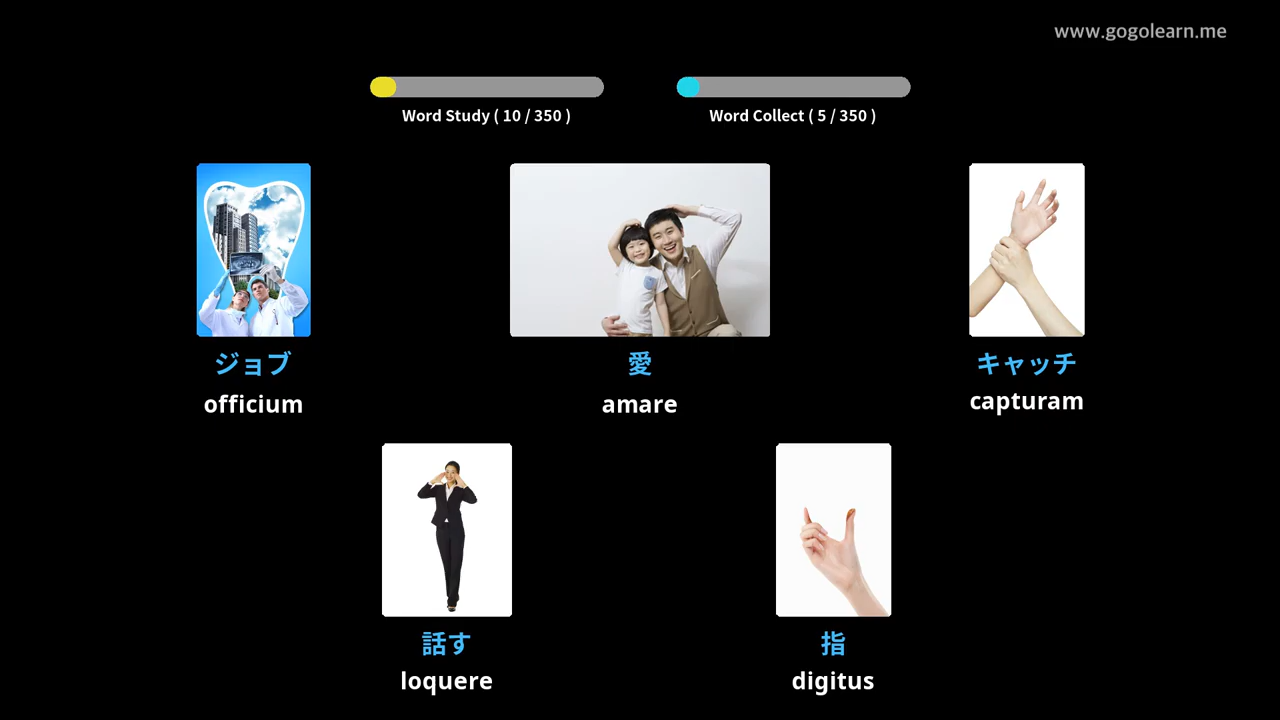 www.gogolearn.me
Word Study ( 10 / 350 )
Word Collect ( 5 / 350 )
ジョブ
officium
愛
amare
キャッチ
capturam
話す
loquere
指
digitus